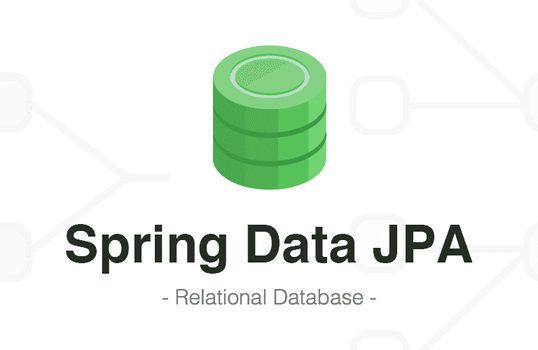 Spring Data JPA
- Relational Database -